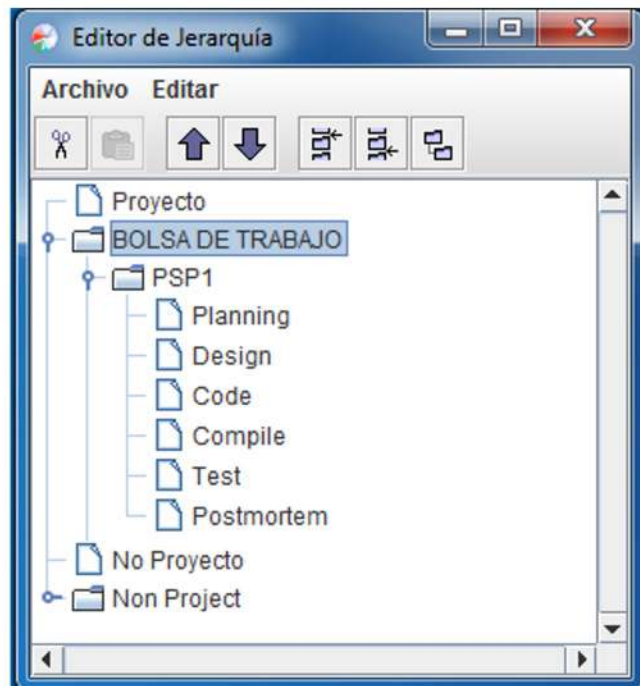 Editor de Jerarquía
Archivo Editar
Proyecto
BOLSA DE TRABAJO
PSP1
Planning
Design
Code
Compile
Test
Postmortem
No Proyecto
Non Project